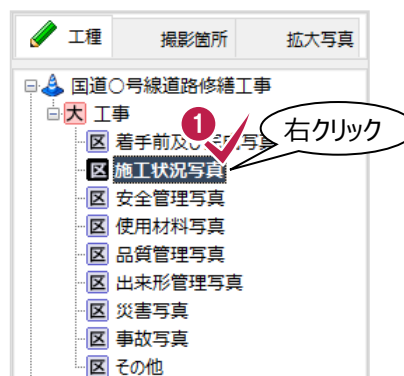 工種 撮影箇所 拡大写真
国道○号線道路修繕工事
大 工事
1
右クリック
区 着手前及び完成写真
区 施工状況写真
区 安全管理写真
区 使用材料写真
区 品質管理写真
区 出来形管理写真
区 災害写真
区 事故写真
区 その他